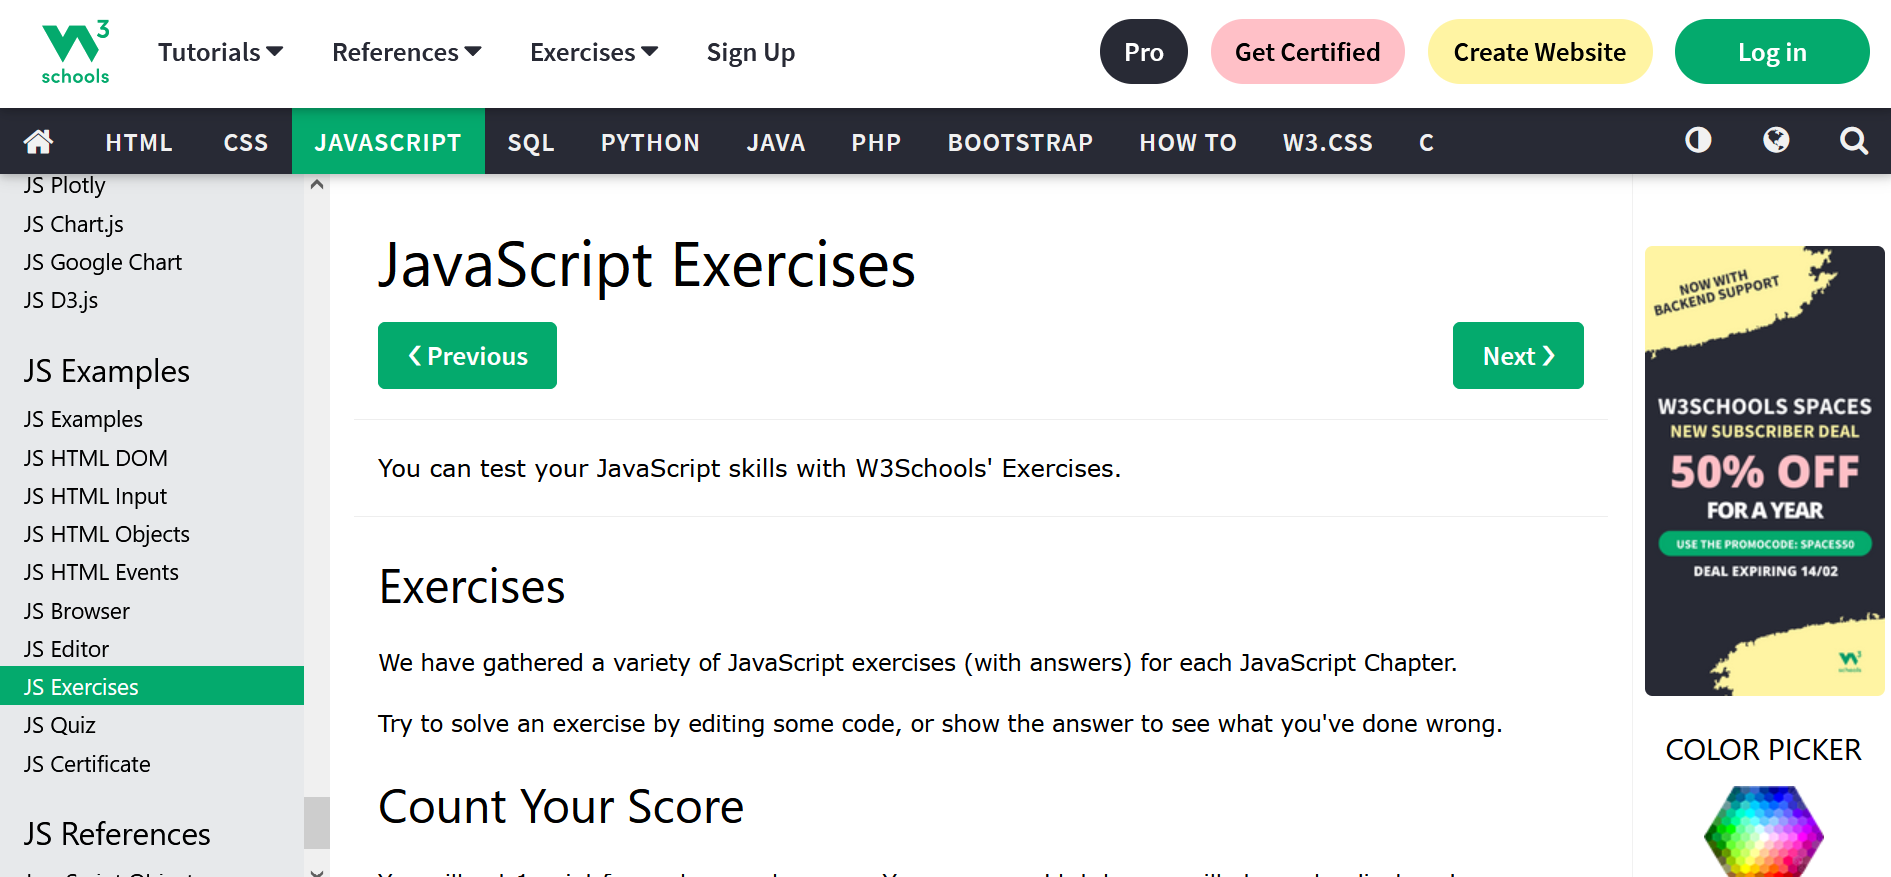 W3
schools
Tutorials
References
Exercises
Sign Up
Pro
Get Certified
Create Website
Log in
HTML
CSS
JAVASCRIPT
SQL
PYTHON
JAVA
PHP
BOOTSTRAP
HOW TO
W3.CSS
C
JS Plotly
JS Chart.js
JS Google Chart
JS D3.js
JS Examples
JS Examples
JS HTML DOM
JS HTML Input
JS HTML Objects
JS HTML Events
JS Browser
JS Editor
JS Exercises
JS Quiz
JS Certificate
JS References
JavaScript Exercises
❮ Previous
Next ❯
You can test your JavaScript skills with W3Schools' Exercises.
Exercises
We have gathered a variety of JavaScript exercises (with answers) for each JavaScript Chapter.
Try to solve an exercise by editing some code, or show the answer to see what you've done wrong.
Count Your Score
NOW WITH
BACKEND SUPPORT
W3SCHOOLS SPACES
NEW SUBSCRIBER DEAL
50% OFF
FOR A YEAR
USE THE PROMOCODE: SPACES50
DEAL EXPIRING 14/02
W3
schools
COLOR PICKER